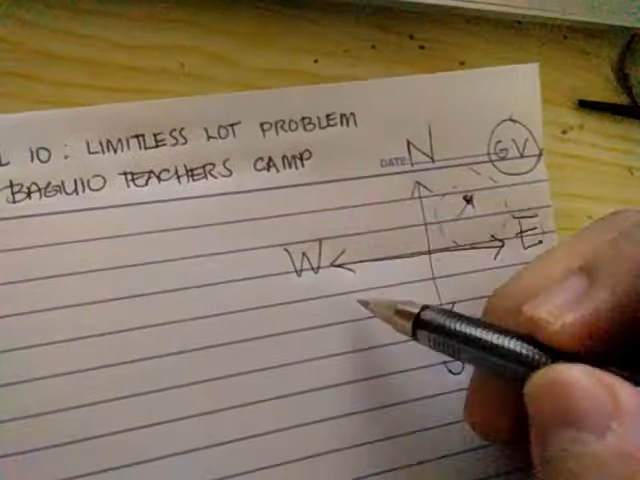 L 10: LIMITLESS LOT PROBLEM
BAGUIO TEACHERS CAMP
DATE: N GV
W E